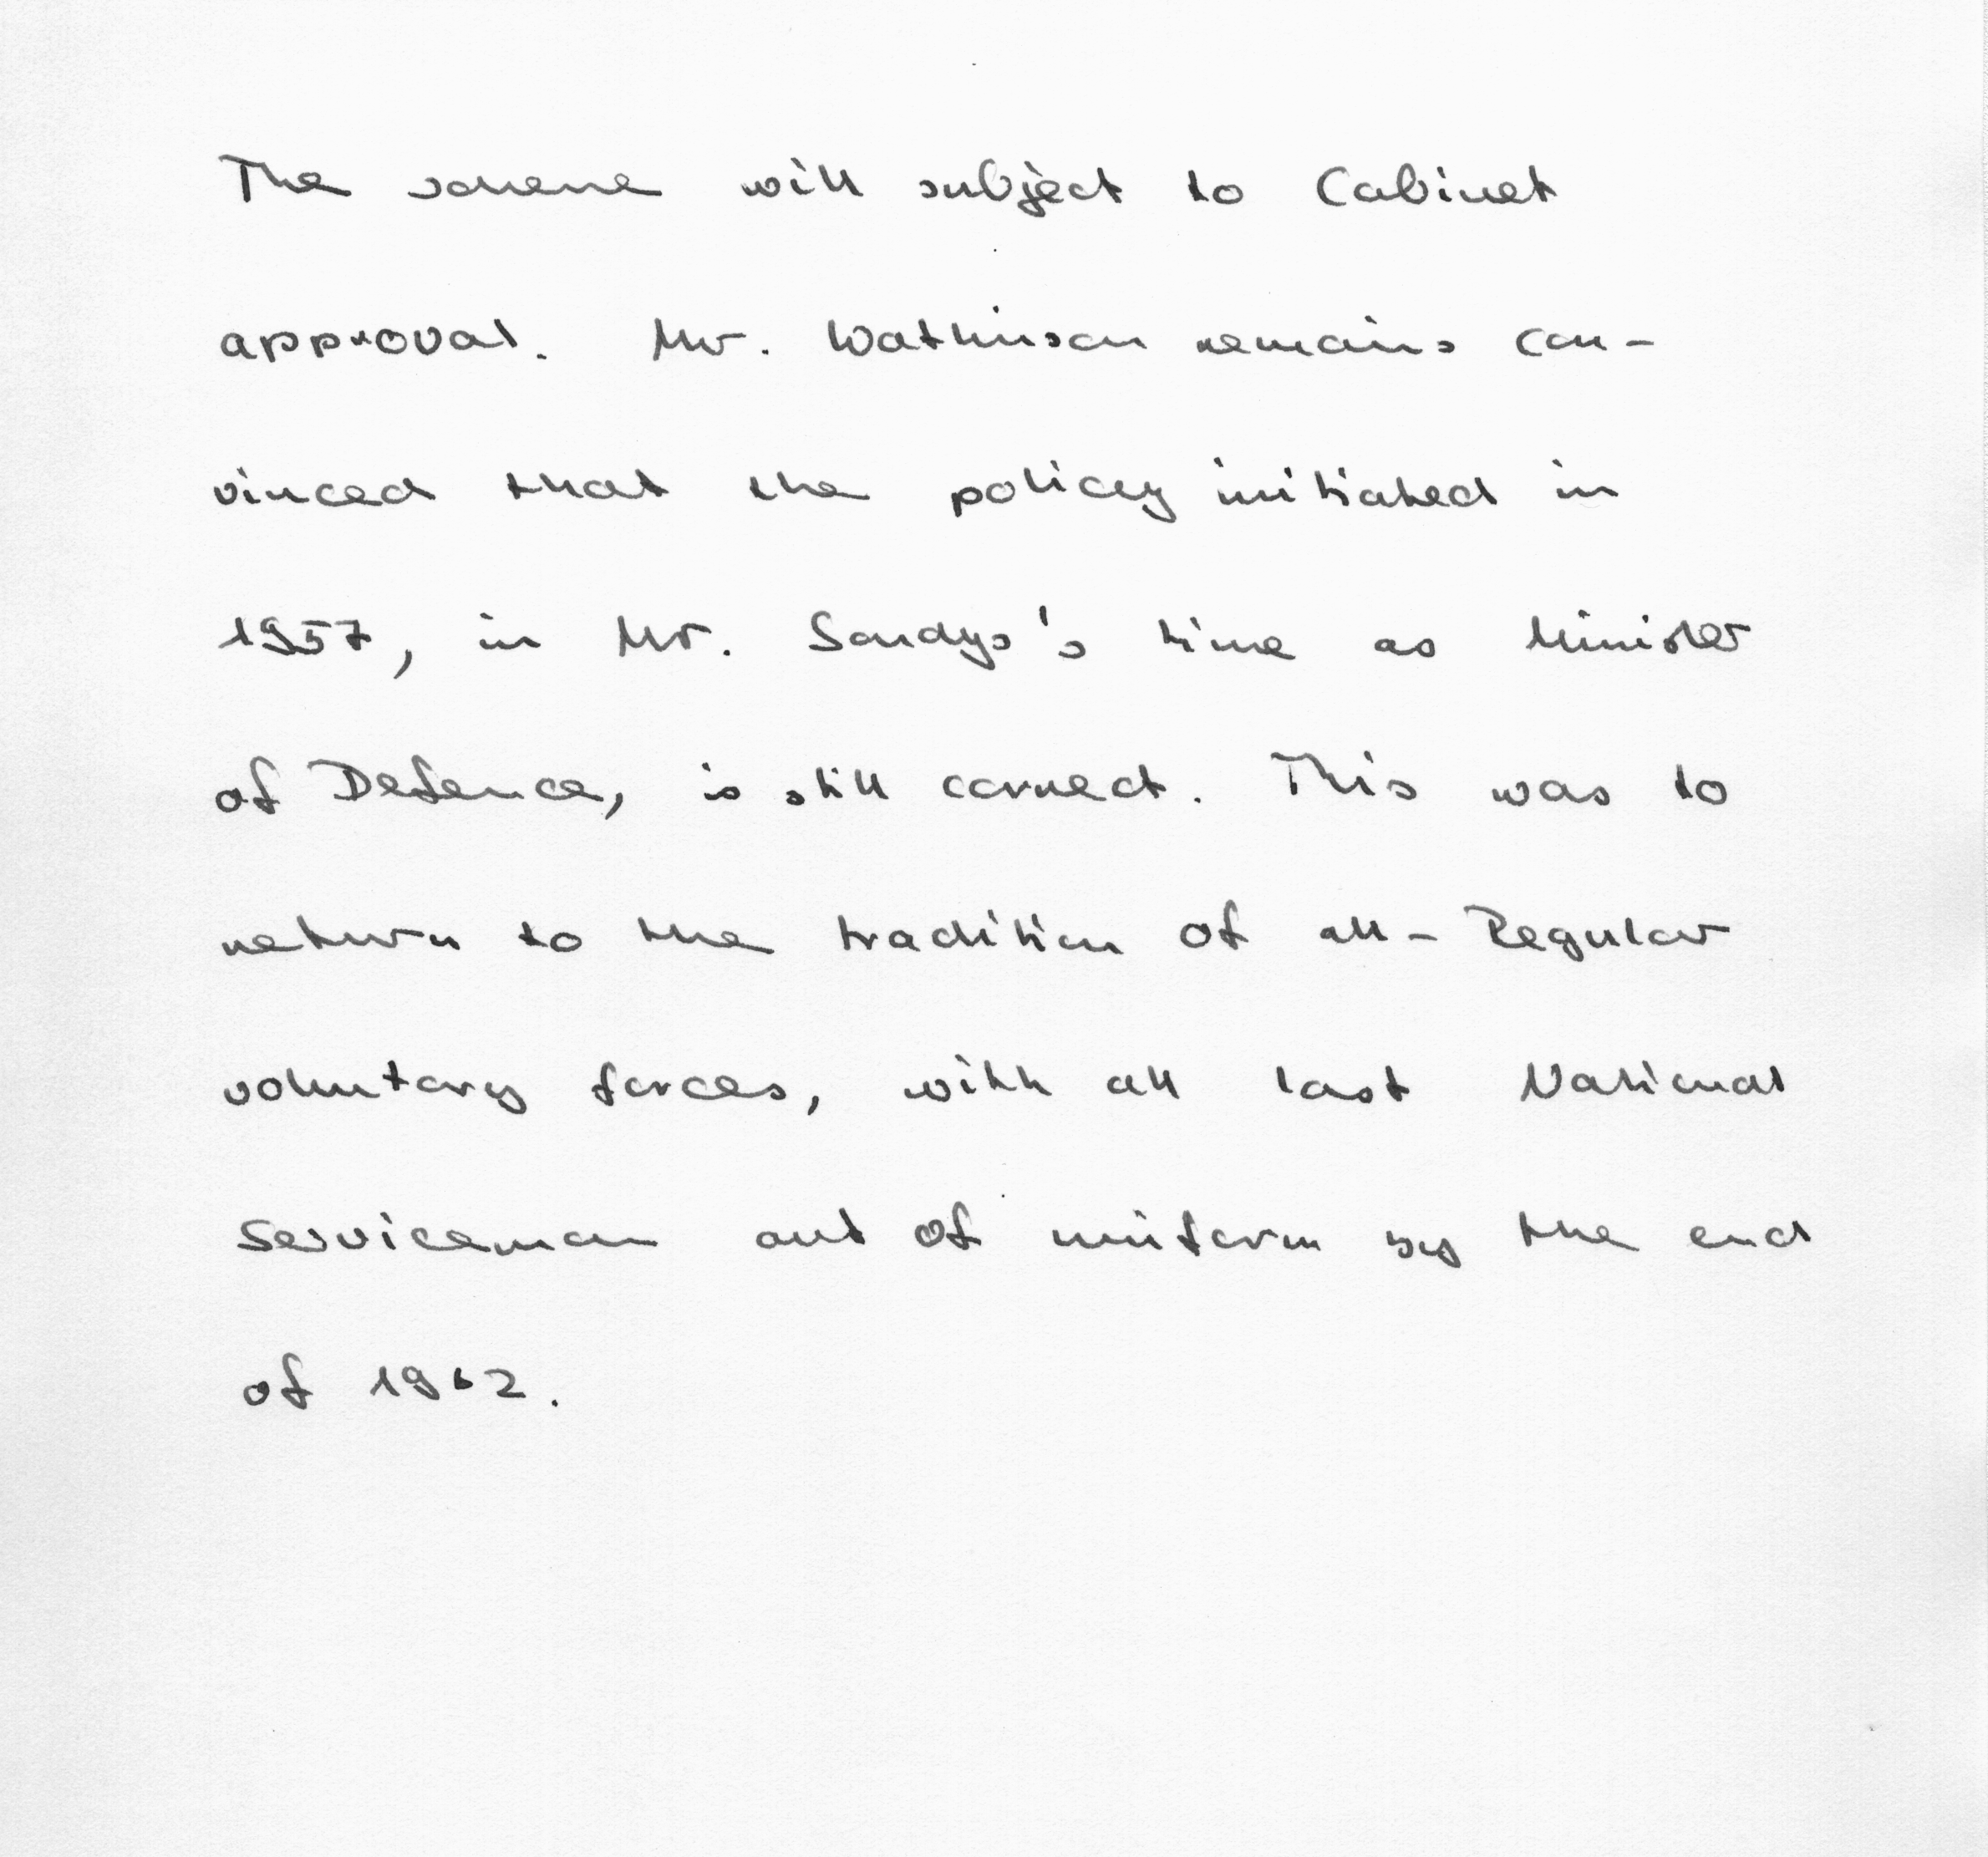 The scheme will subject to Cabinet
approval. Mr. Watkinson remains con-
vinced that the policy initiated in
1957, in Mr. Sandys's time as Minister
of Defence, is still correct. This was to
return to the tradition of all-Regular
voluntary forces, with all last National
Serviceman out of uniform by the end
of 1962.